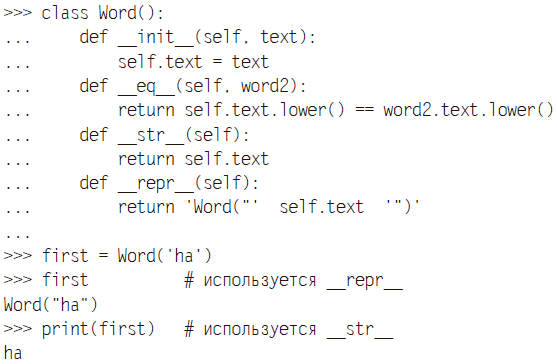 >>> class Word():
...     def __init__(self, text):
...         self.text = text
...     def __eq__(self, word2):
...         return self.text.lower() == word2.text.lower()
...     def __str__(self):
...         return self.text
...     def __repr__(self):
...         return 'Word("'  self.text  '")'
...
>>> first = Word('ha')
>>> first          # используется __repr__
Word("ha")
>>> print(first)   # используется __str__
ha